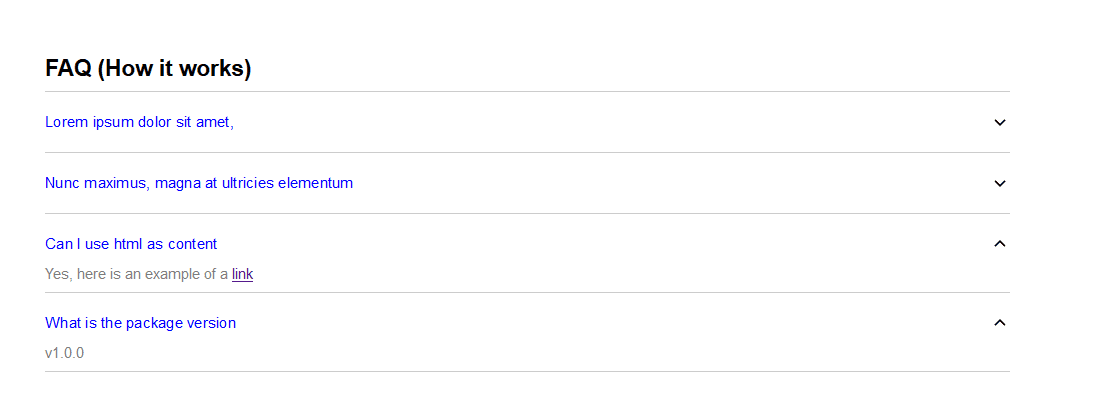 FAQ (How it works)
Lorem ipsum dolor sit amet,
Nunc maximus, magna at ultricies elementum
Can I use html as content
Yes, here is an example of a link
What is the package version
v1.0.0